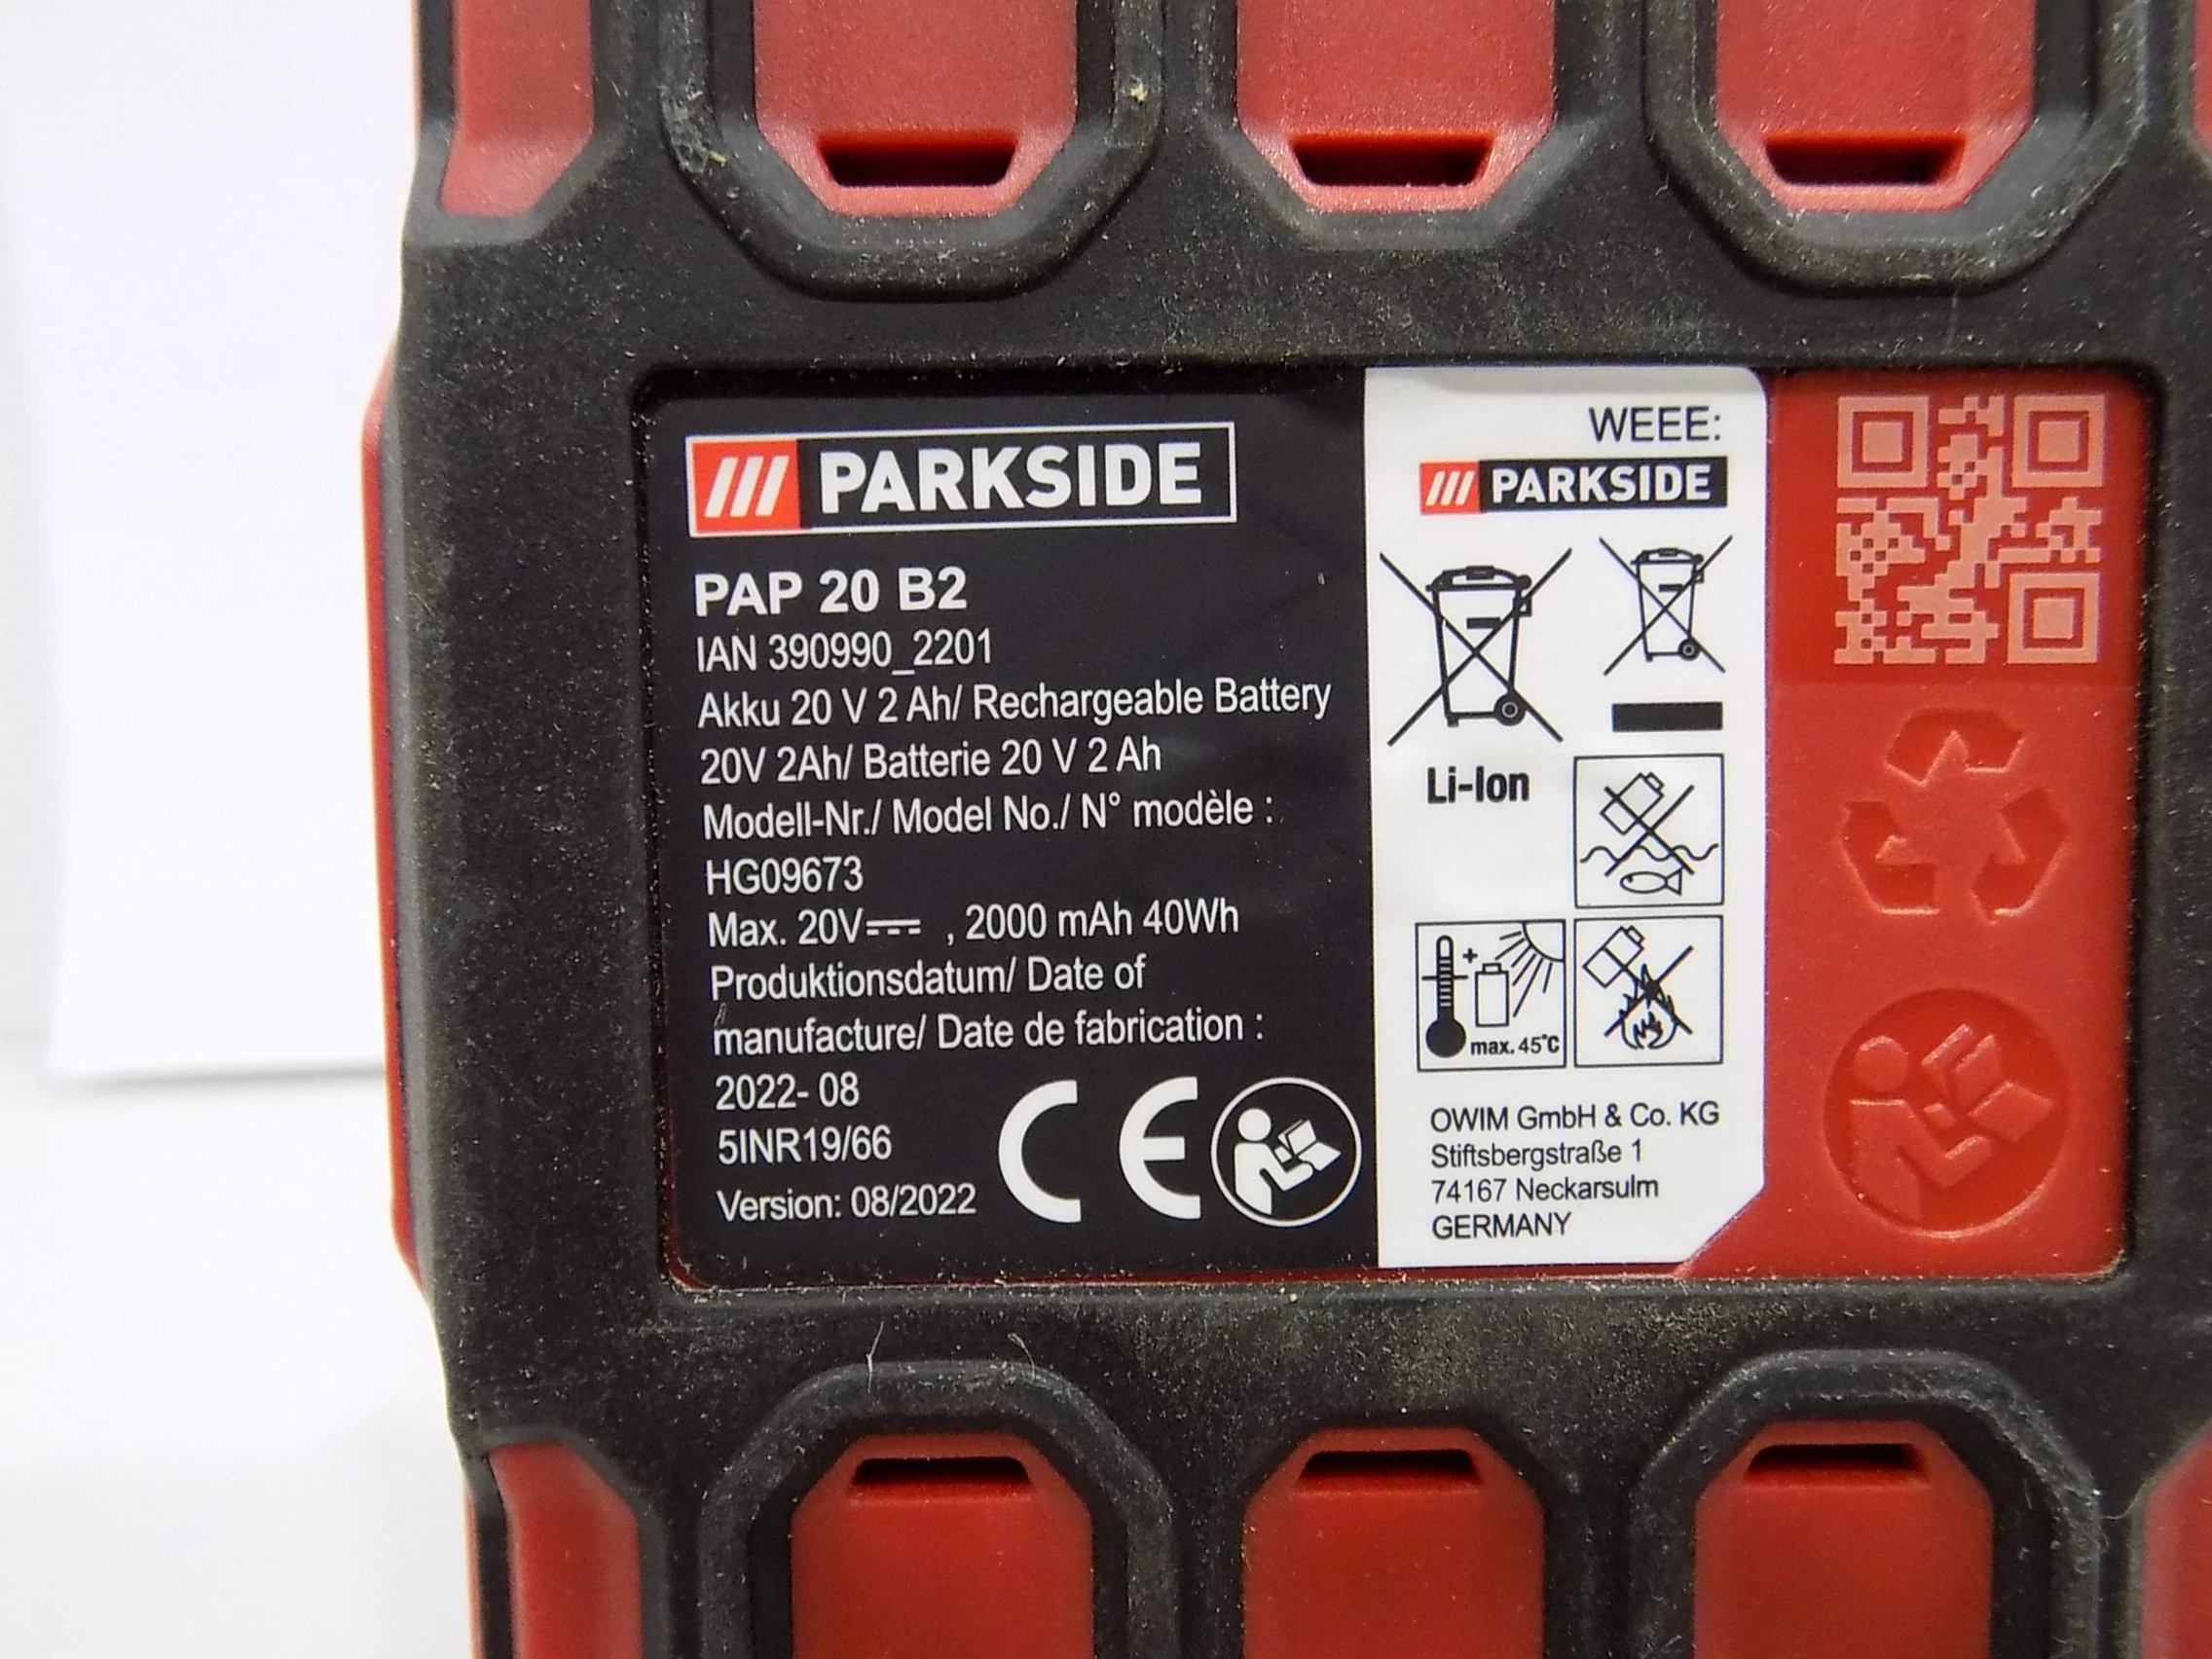 PARKSIDE
PAP 20 B2
IAN 390990_2201
Akku 20 V 2 Ah/ Rechargeable Battery
20V 2Ah/ Batterie 20 V 2 Ah
Modell-Nr./ Model No./ N° modèle :
HG09673
Max. 20V⎓ , 2000 mAh 40Wh
Produktionsdatum/ Date of
manufacture/ Date de fabrication :
2022- 08
5INR19/66
Version: 08/2022
CE
WEEE:
PARKSIDE
Li-Ion
+
max. 45°C
OWIM GmbH & Co. KG
Stiftsbergstraße 1
74167 Neckarsulm
GERMANY